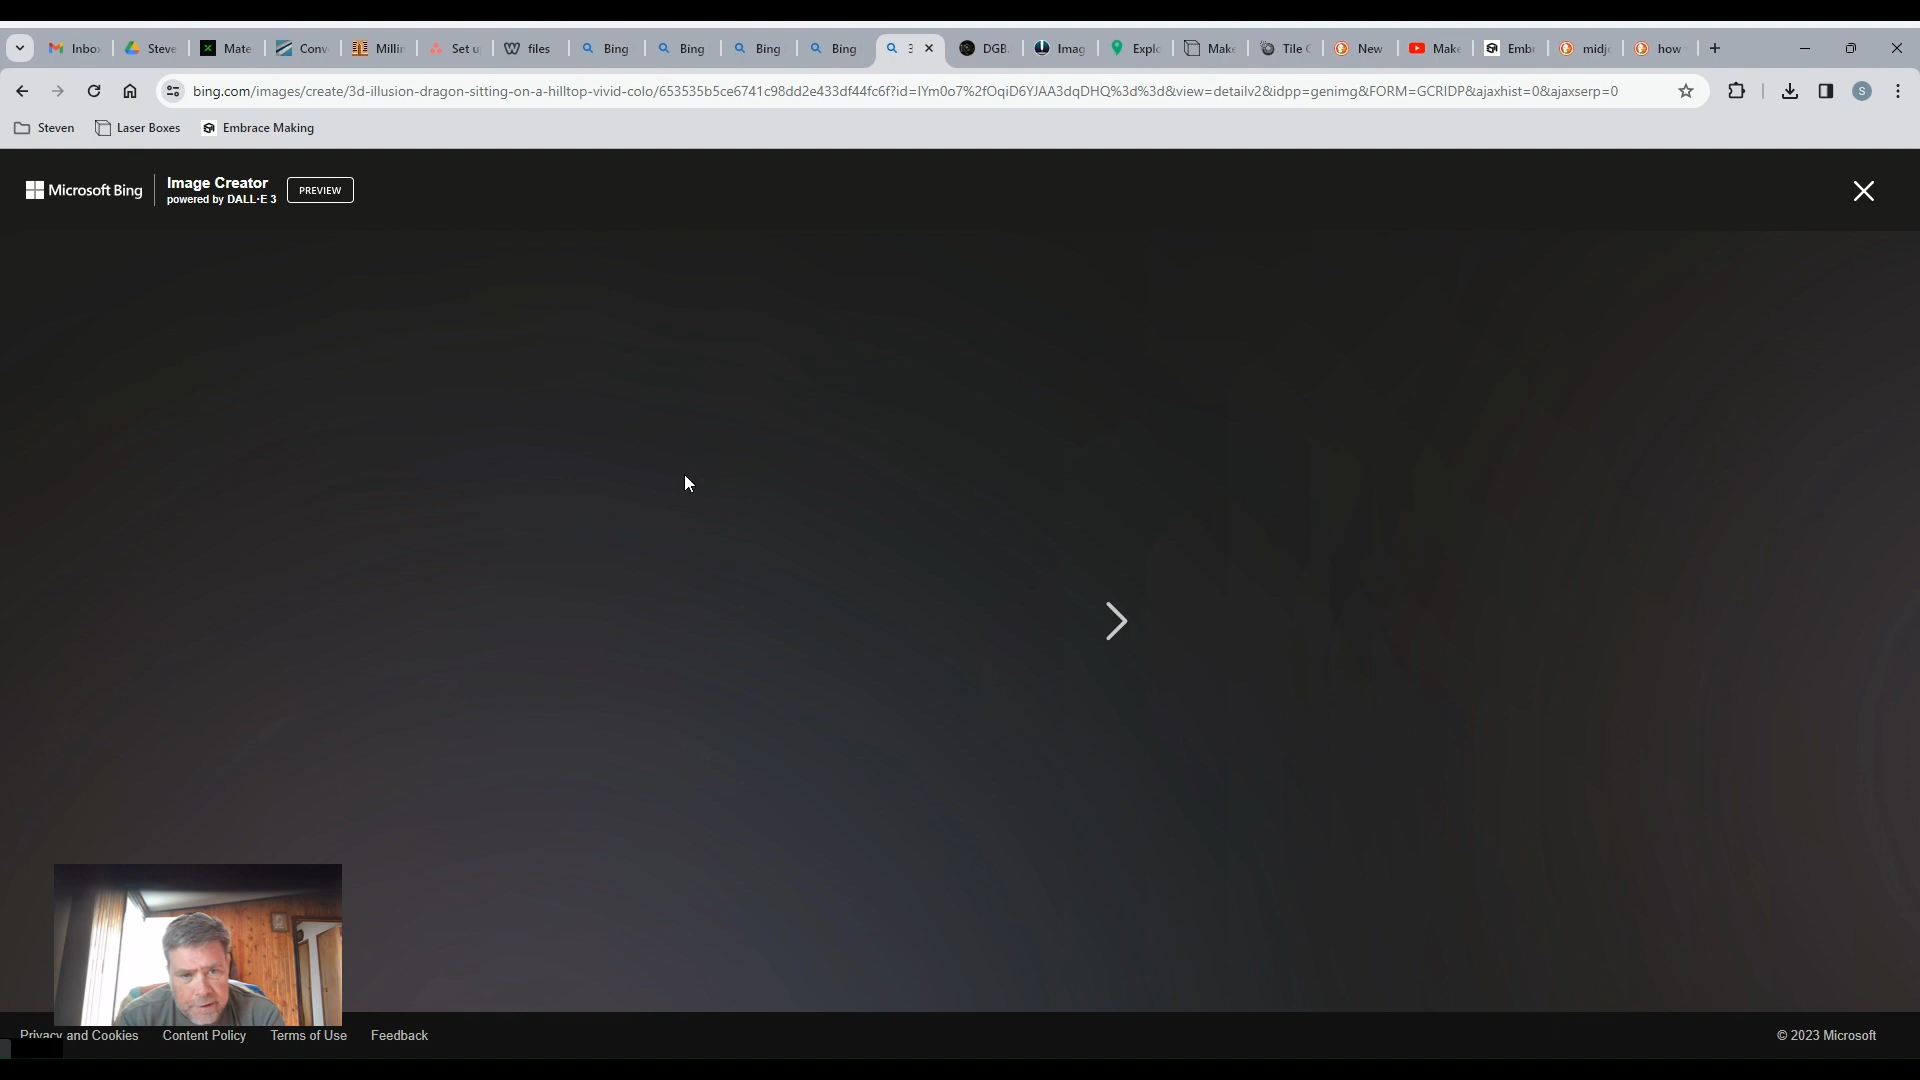 Inbo
Steve
Mate
Conv
Millin
Set u
files
Bing
Bing
Bing
Bing
3
DGB.
Imag
Explo
Make
Tile C
New
Make
Embr
midj
how
bing.com/images/create/3d-illusion-dragon-sitting-on-a-hilltop-vivid-colo/653535b5ce6741c98dd2e433df44fc6f?id=IYm0o7%2fOqiD6YJAA3dqDHQ%3d%3d&view=detailv2&idpp=genimg&FORM=GCRIDP&ajaxhist=0&ajaxserp=0
S
Steven
Laser Boxes
Embrace Making
Microsoft Bing
Image Creator
powered by DALL·E 3
PREVIEW
Privacy and Cookies
Content Policy
Terms of Use
Feedback
© 2023 Microsoft